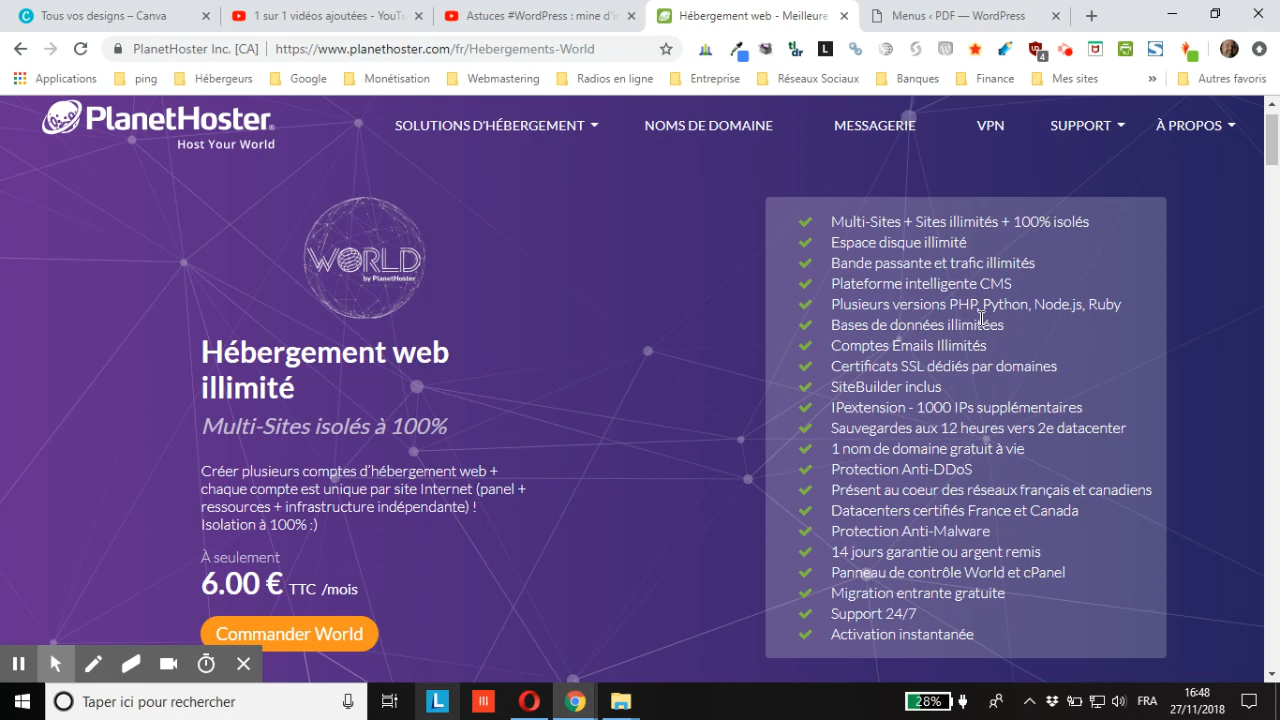 Tous vos designs – Canva
1 sur 1 vidéos ajoutées - YouTu
Astuces #WordPress : mine d'in
Hébergement web - Meilleure
Menus ‹ PDF — WordPress
PlanetHoster Inc. [CA]
https://www.planethoster.com/fr/Hebergements-World
tldr
L
4
Applications
ping
Hébergeurs
Google
Monétisation
Webmastering
Radios en ligne
Entreprise
Réseaux Sociaux
Banques
Finance
Mes sites
»
Autres favoris
PlanetHoster
Host Your World
SOLUTIONS D'HÉBERGEMENT
NOMS DE DOMAINE
MESSAGERIE
VPN
SUPPORT
À PROPOS
WORLD
by PlanetHoster
Hébergement web
illimité
Multi-Sites isolés à 100%
Créer plusieurs comptes d'hébergement web +
chaque compte est unique par site Internet (panel +
ressources + infrastructure indépendante) !
Isolation à 100% :)
À seulement
6.00 € TTC /mois
Commander World
Multi-Sites + Sites illimités + 100% isolés
Espace disque illimité
Bande passante et trafic illimités
Plateforme intelligente CMS
Plusieurs versions PHP, Python, Node.js, Ruby
Bases de données illimitées
Comptes Emails Illimités
Certificats SSL dédiés par domaines
SiteBuilder inclus
IPextension - 1000 IPs supplémentaires
Sauvegardes aux 12 heures vers 2e datacenter
1 nom de domaine gratuit à vie
Protection Anti-DDoS
Présent au coeur des réseaux français et canadiens
Datacenters certifiés France et Canada
Protection Anti-Malware
14 jours garantie ou argent remis
Panneau de contrôle World et cPanel
Migration entrante gratuite
Support 24/7
Activation instantanée
Taper ici pour rechercher
L
28%
FRA
16:48
27/11/2018